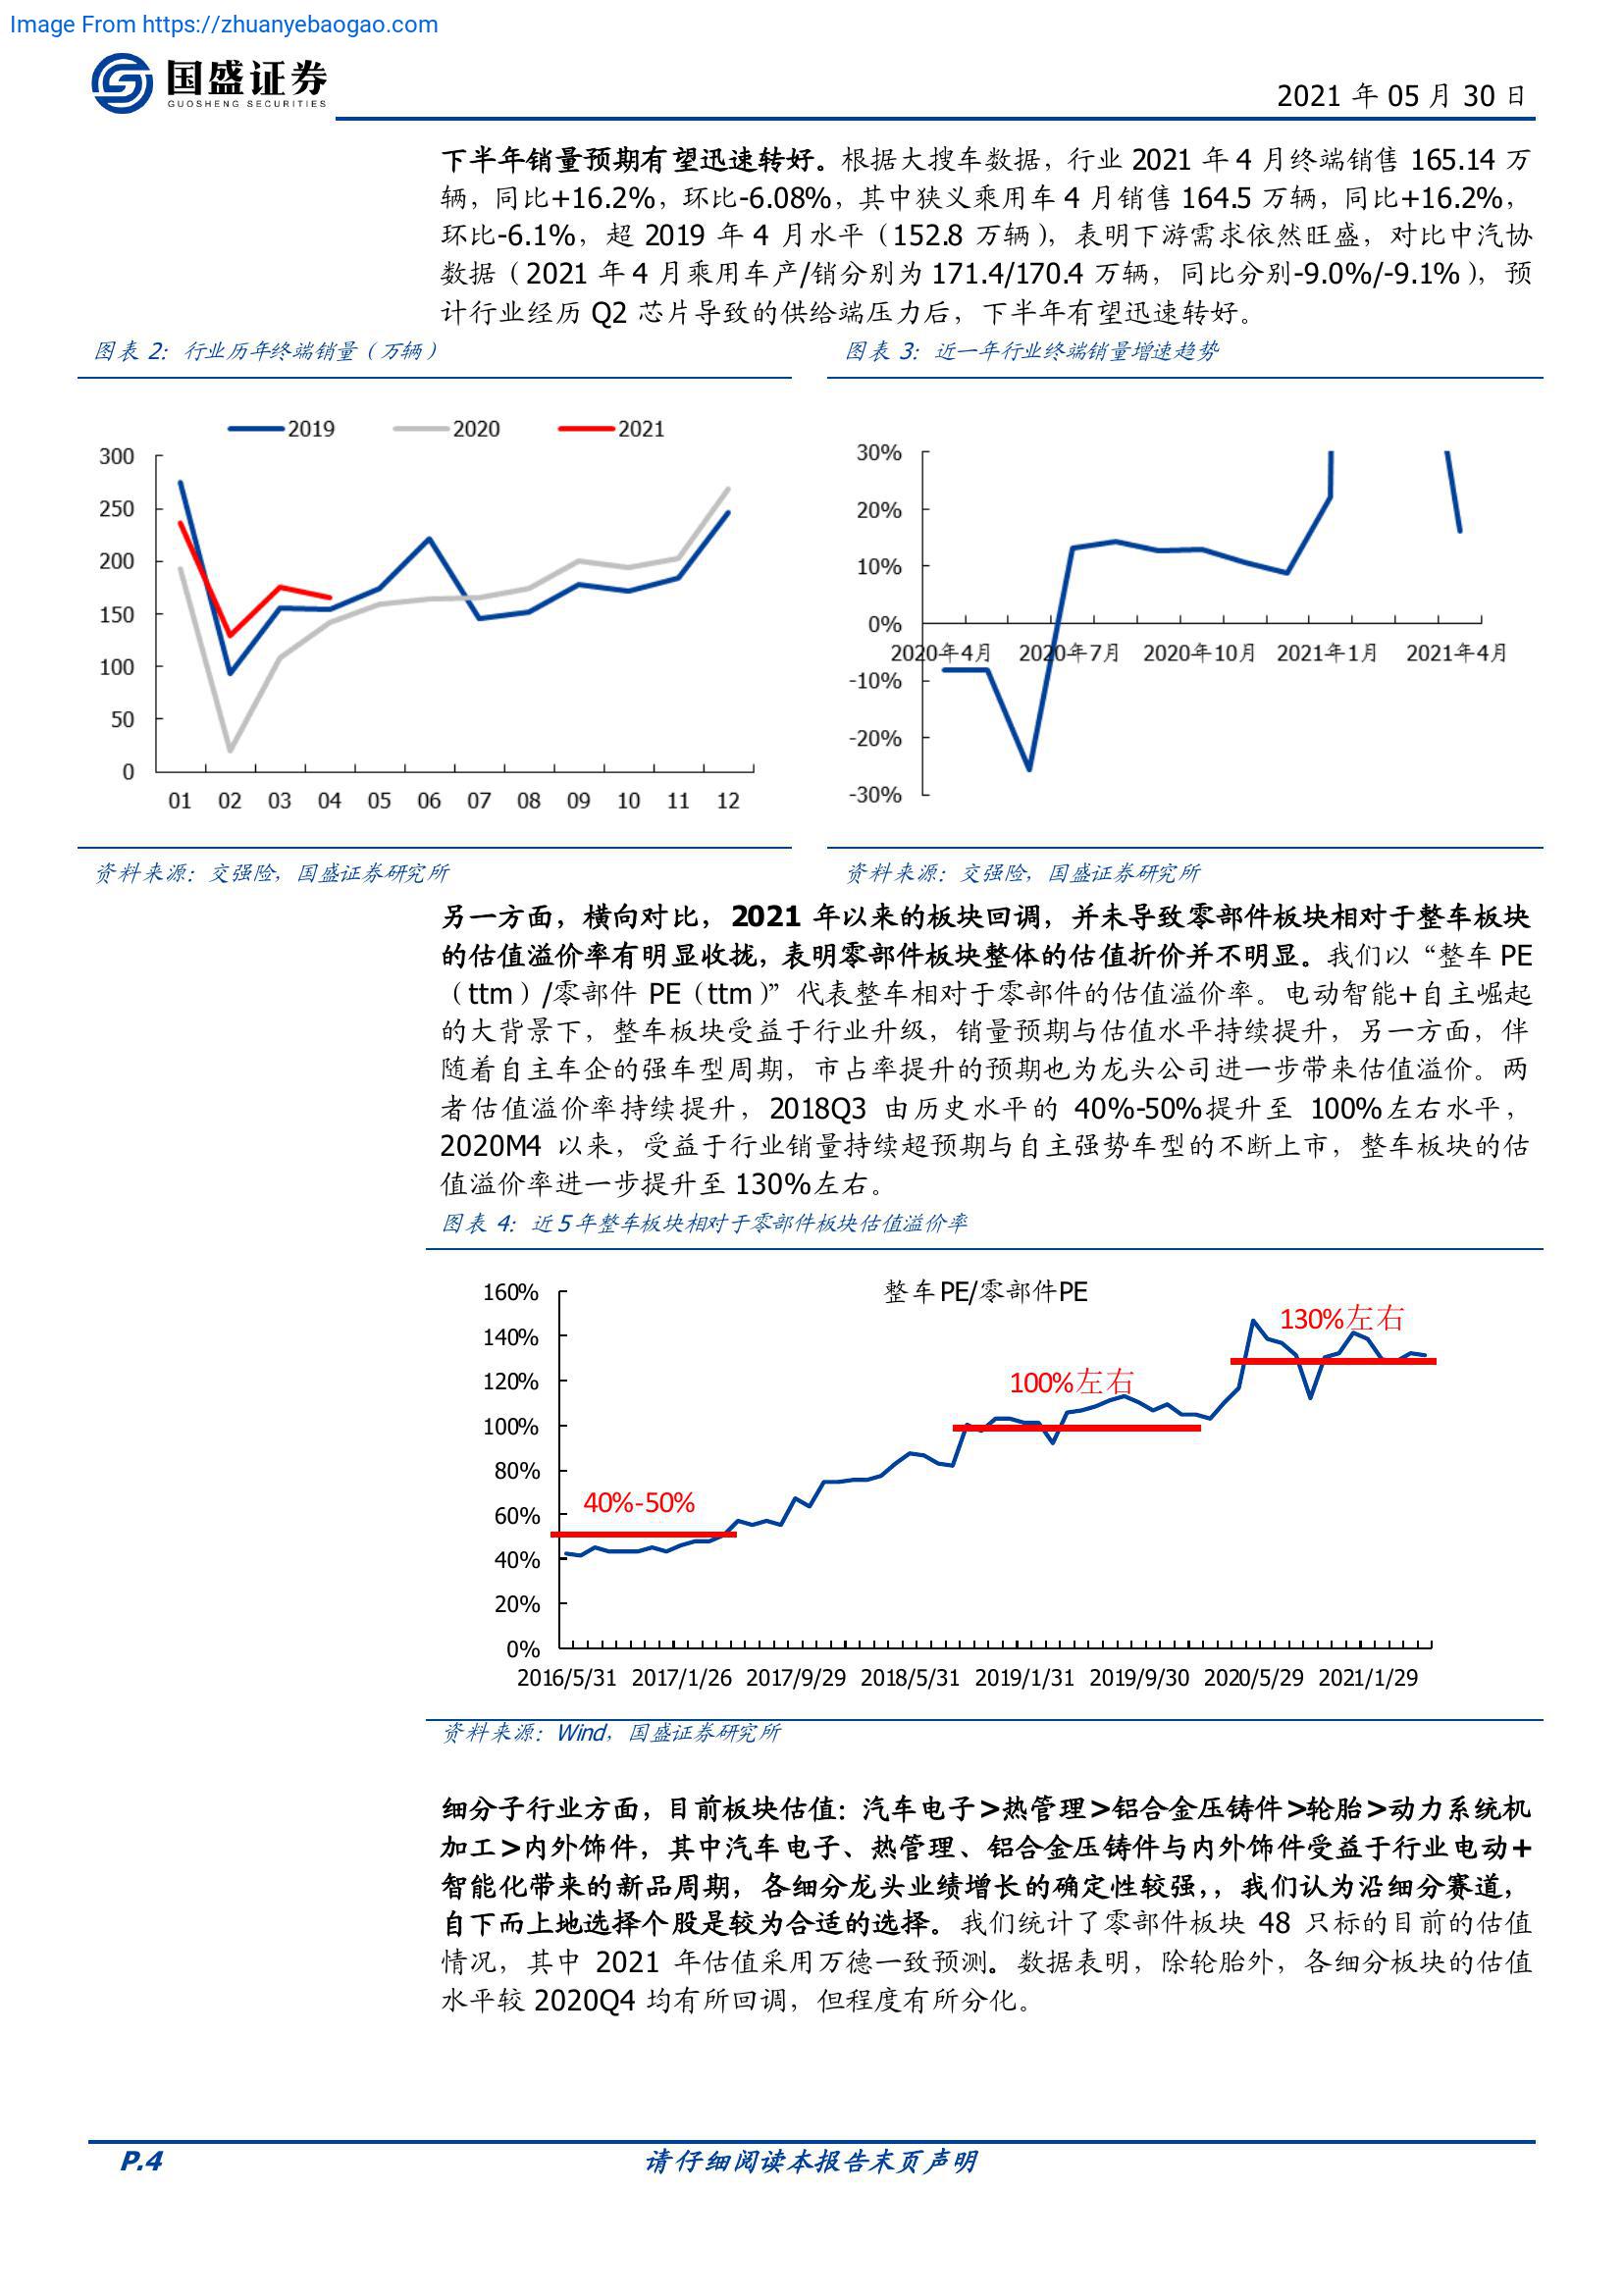 Image From https://zhuanyebaogao.com
国盛证券
GUOSHENG SECURITIES
2021 年 05 月 30 日
下半年销量预期有望迅速转好。根据大搜车数据，行业 2021 年 4 月终端销售 165.14 万
辆，同比+16.2%，环比-6.08%，其中狭义乘用车 4 月销售 164.5 万辆，同比+16.2%，
环比-6.1%，超 2019 年 4 月水平（152.8 万辆），表明下游需求依然旺盛，对比中汽协
数据（2021 年 4 月乘用车产/销分别为 171.4/170.4 万辆，同比分别-9.0%/-9.1%），预
计行业经历 Q2 芯片导致的供给端压力后，下半年有望迅速转好。
图表 2：行业历年终端销量（万辆）
2019 2020 2021
300
250
200
150
100
50
0
01 02 03 04 05 06 07 08 09 10 11 12
资料来源：交强险，国盛证券研究所
图表 3：近一年行业终端销量增速趋势
30%
20%
10%
0%
-10%
-20%
-30%
2020年4月 2020年7月 2020年10月 2021年1月 2021年4月
资料来源：交强险，国盛证券研究所
另一方面，横向对比，2021 年以来的板块回调，并未导致零部件板块相对于整车板块
的估值溢价率有明显收拢，表明零部件板块整体的估值折价并不明显。我们以“整车 PE
（ttm）/零部件 PE（ttm）”代表整车相对于零部件的估值溢价率。电动智能+自主崛起
的大背景下，整车板块受益于行业升级，销量预期与估值水平持续提升，另一方面，伴
随着自主车企的强车型周期，市占率提升的预期也为龙头公司进一步带来估值溢价。两
者估值溢价率持续提升，2018Q3 由历史水平的 40%-50%提升至 100%左右水平，
2020M4 以来，受益于行业销量持续超预期与自主强势车型的不断上市，整车板块的估
值溢价率进一步提升至 130%左右。
图表 4：近 5 年整车板块相对于零部件板块估值溢价率
整车PE/零部件PE
160%
140%
120%
100%
80%
60%
40%
20%
0%
40%-50%
100%左右
130%左右
2016/5/31 2017/1/26 2017/9/29 2018/5/31 2019/1/31 2019/9/30 2020/5/29 2021/1/29
资料来源：Wind，国盛证券研究所
细分子行业方面，目前板块估值：汽车电子>热管理>铝合金压铸件>轮胎>动力系统机
加工>内外饰件，其中汽车电子、热管理、铝合金压铸件与内外饰件受益于行业电动+
智能化带来的新品周期，各细分龙头业绩增长的确定性较强，，我们认为沿细分赛道，
自下而上地选择个股是较为合适的选择。我们统计了零部件板块 48 只标的目前的估值
情况，其中 2021 年估值采用万德一致预测。数据表明，除轮胎外，各细分板块的估值
水平较 2020Q4 均有所回调，但程度有所分化。
P.4
请仔细阅读本报告末页声明